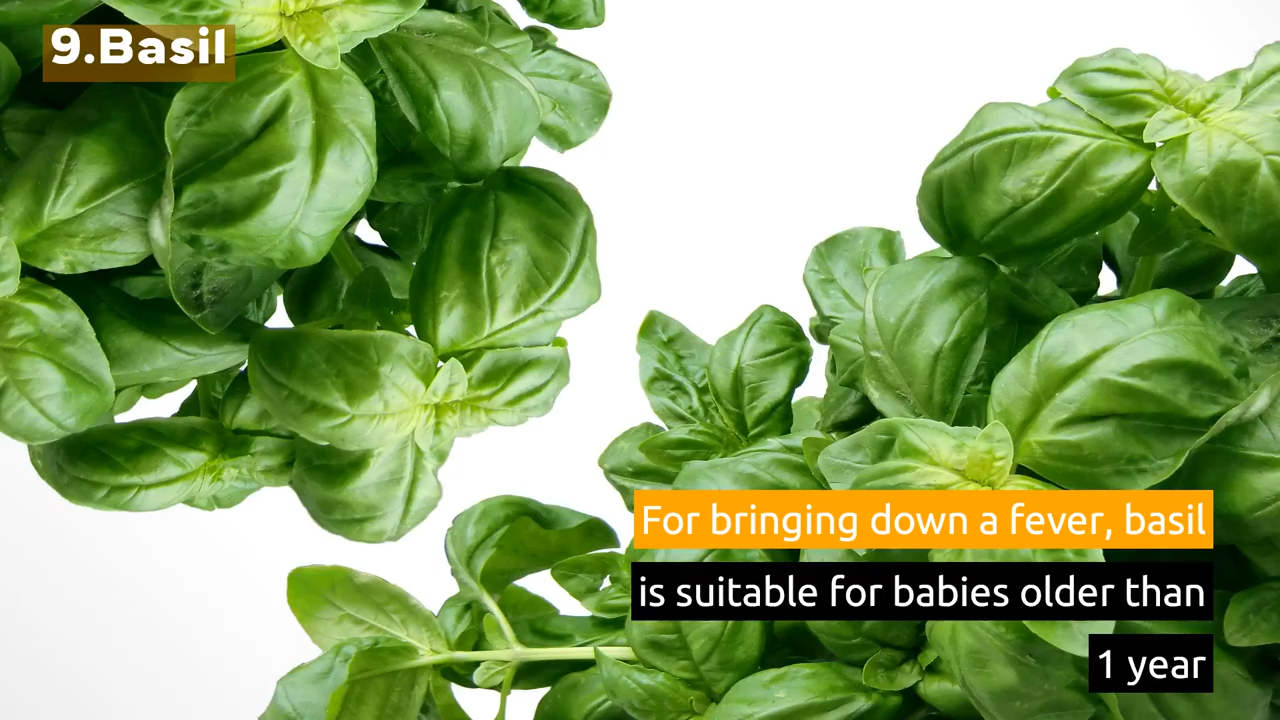 9.Basil
For bringing down a fever, basil
is suitable for babies older than
1 year